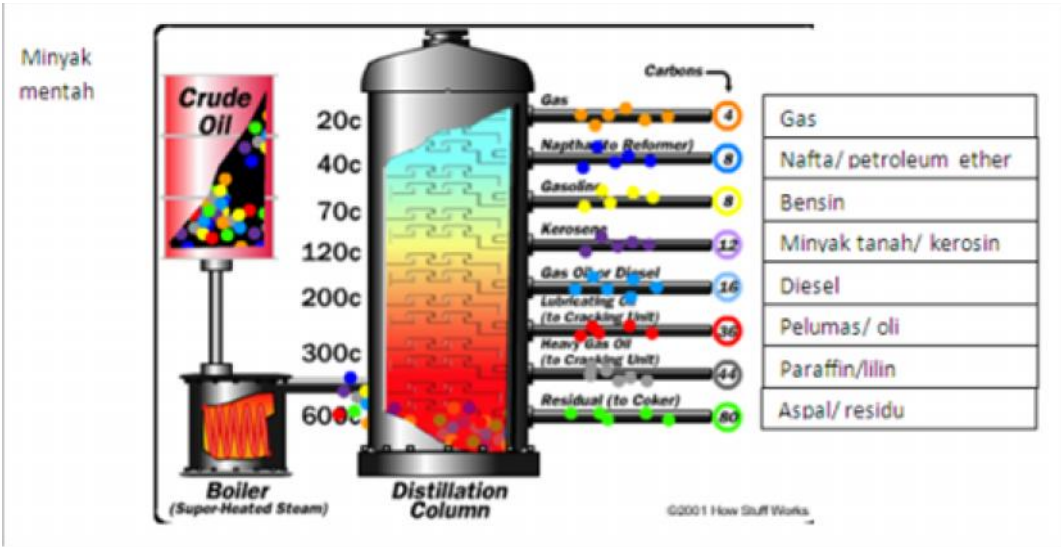 Minyak
mentah
Crude
Oil
20c
40c
70c
120c
200c
300c
600c
Boiler
(Super-Heated Steam)
Distillation
Column
Carbons
Gas
4
Gas
Naptha (to Reformer)
8
Nafta/ petroleum ether
Gasoline
8
Bensin
Kerosene
12
Minyak tanah/ kerosin
Gas Oil or Diesel
16
Diesel
Lubricating Oil
(to Cracking Unit)
36
Pelumas/ oli
Heavy Gas Oil
(to Cracking Unit)
44
Paraffin/lilin
Residual (to Coker)
80
Aspal/ residu
©2001 How Stuff Works